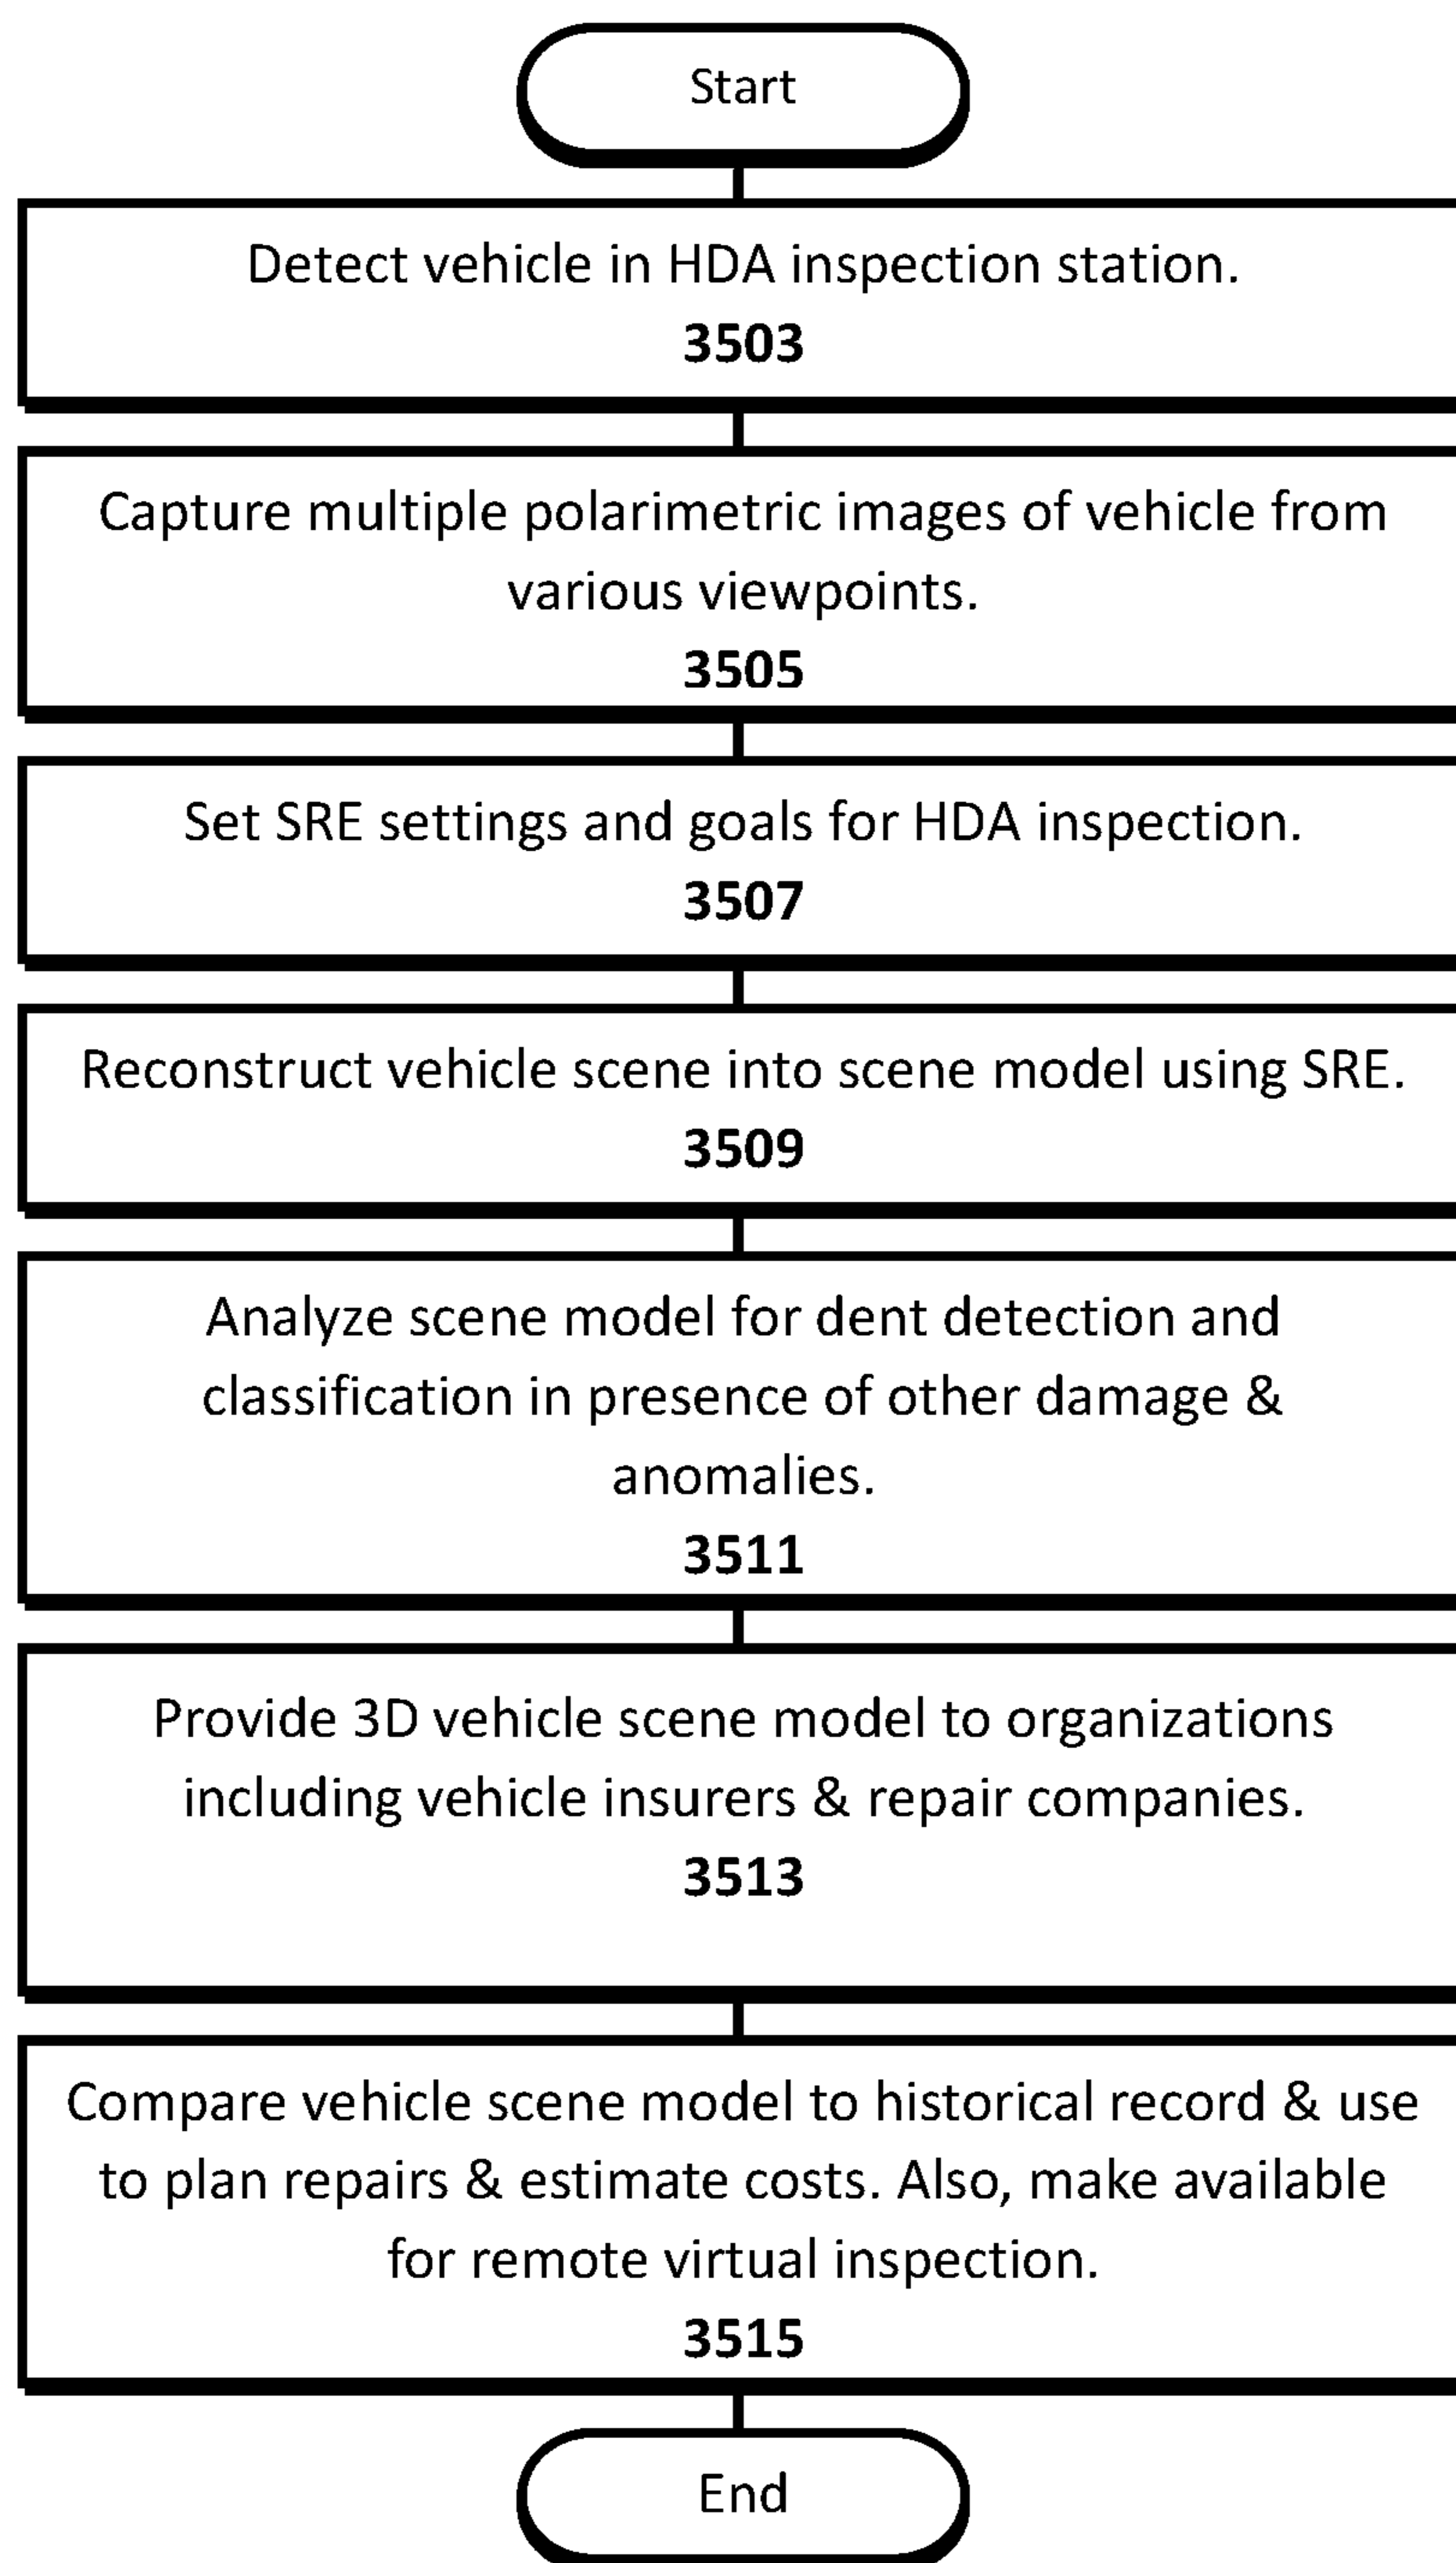 Start
Detect vehicle in HDA inspection station.
3503
Capture multiple polarimetric images of vehicle from
various viewpoints.
3505
Set SRE settings and goals for HDA inspection.
3507
Reconstruct vehicle scene into scene model using SRE.
3509
Analyze scene model for dent detection and
classification in presence of other damage &
anomalies.
3511
Provide 3D vehicle scene model to organizations
including vehicle insurers & repair companies.
3513
Compare vehicle scene model to historical record & use
to plan repairs & estimate costs. Also, make available
for remote virtual inspection.
3515
End